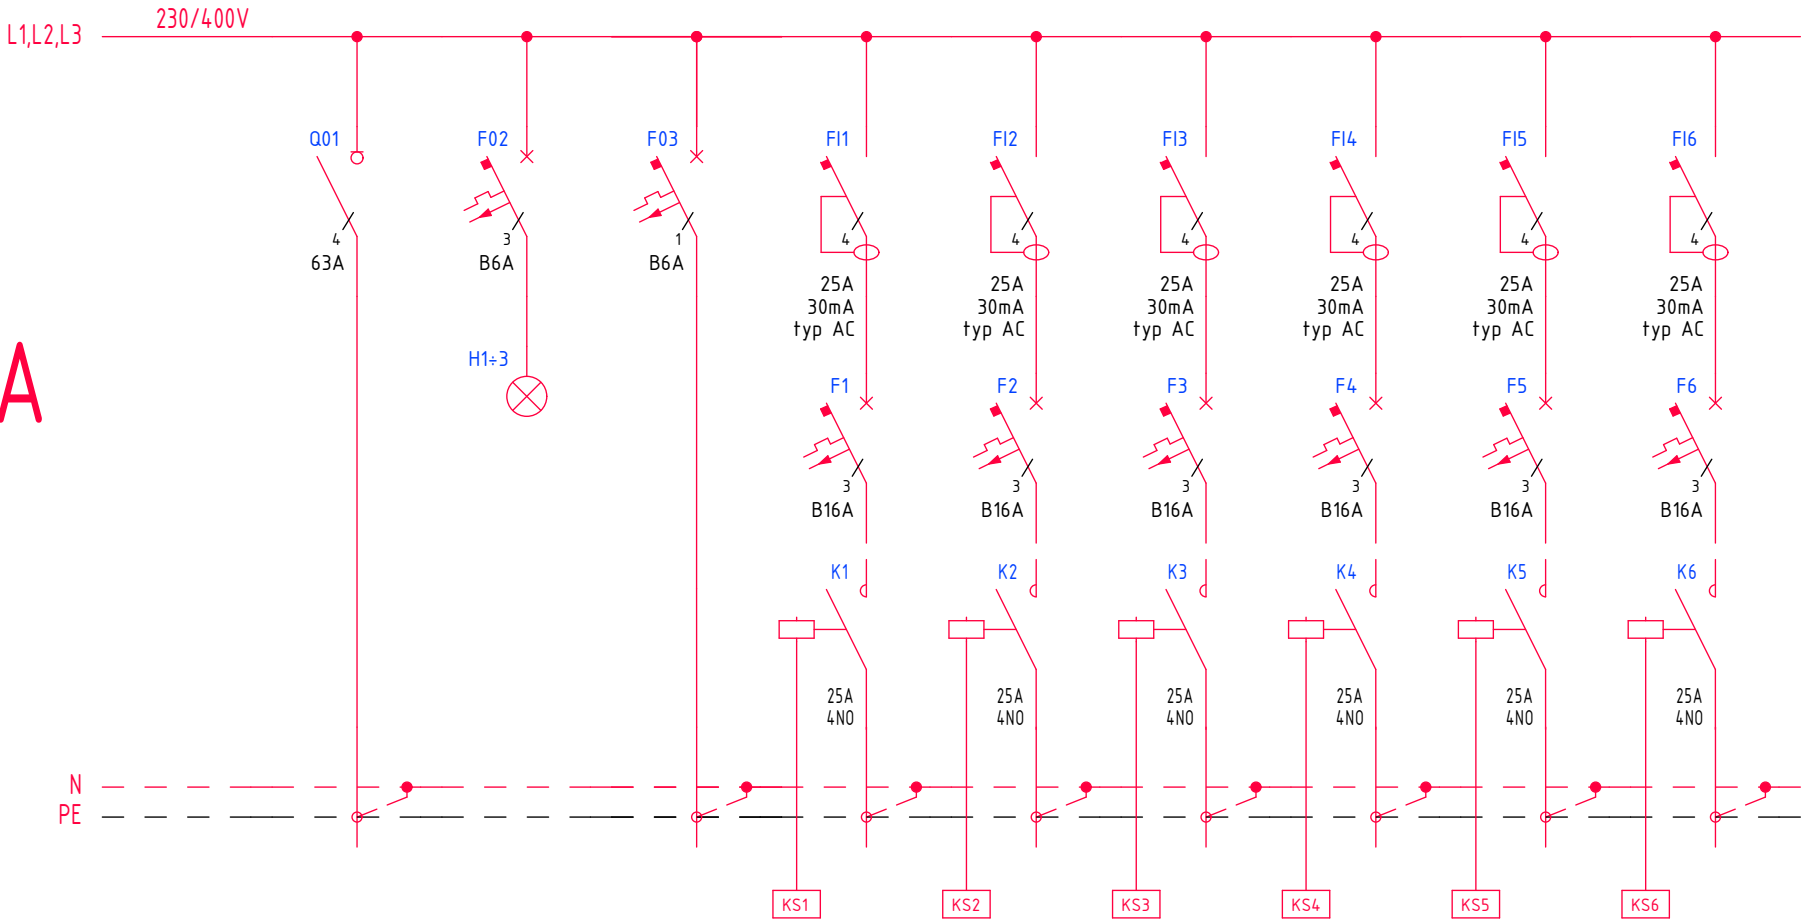 230/400V
L1,L2,L3
Q01 F02 F03 FI1 FI2 FI3 FI4 FI5 FI6
4 3 1 4 4 4 4 4 4
63A B6A B6A
25A 25A 25A 25A 25A 25A
30mA 30mA 30mA 30mA 30mA 30mA
typ AC typ AC typ AC typ AC typ AC typ AC
H1÷3
A
F1 F2 F3 F4 F5 F6
3 3 3 3 3 3
B16A B16A B16A B16A B16A B16A
K1 K2 K3 K4 K5 K6
25A 25A 25A 25A 25A 25A
4NO 4NO 4NO 4NO 4NO 4NO
N
PE
KS1 KS2 KS3 KS4 KS5 KS6